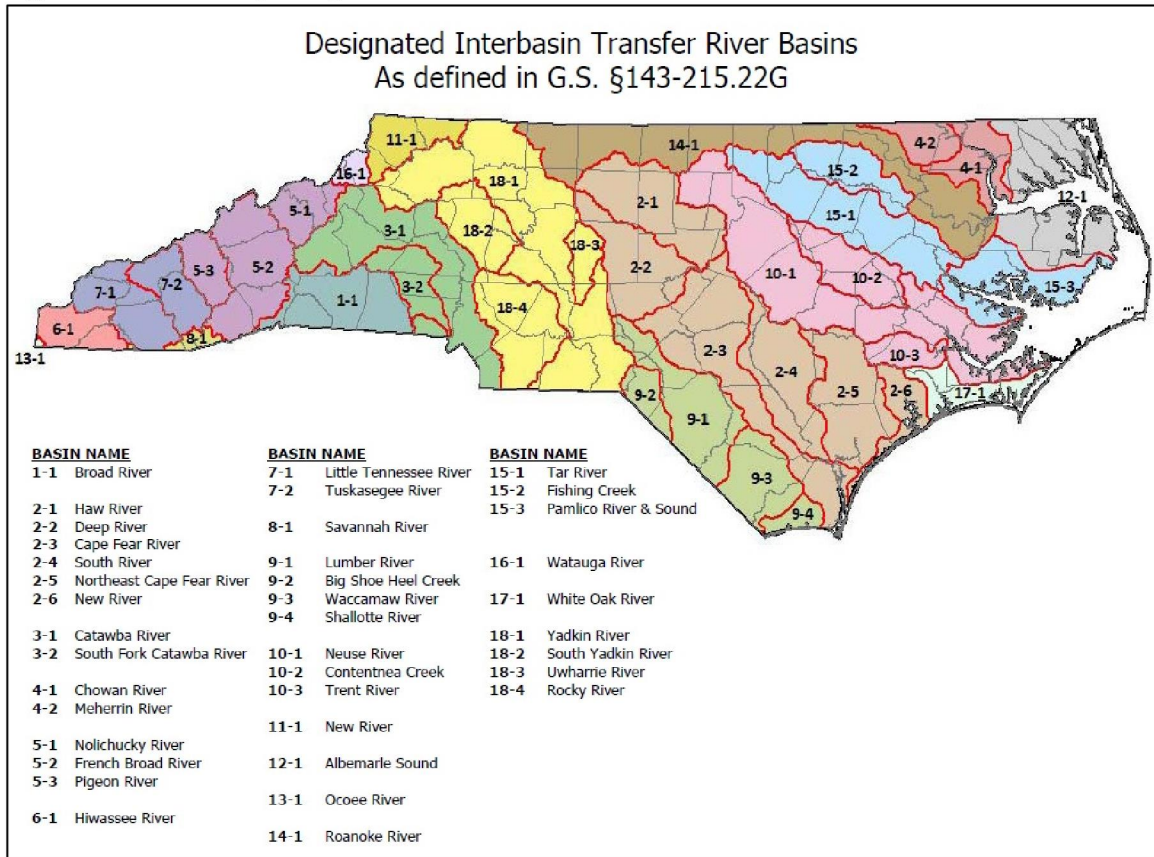 Designated Interbasin Transfer River Basins
As defined in G.S. §143-215.22G
11-1
14-1
4-2
4-1
16-1
18-1
15-2
12-1
5-1
3-1
18-2
2-1
15-1
5-3
5-2
18-3
2-2
10-1
10-2
15-3
7-1
7-2
3-2
1-1
18-4
6-1
8-1
13-1
2-3
2-4
10-3
9-2
9-1
2-5
2-6
17-1
9-3
9-4
BASIN NAME
1-1 Broad River
2-1 Haw River
2-2 Deep River
2-3 Cape Fear River
2-4 South River
2-5 Northeast Cape Fear River
2-6 New River
3-1 Catawba River
3-2 South Fork Catawba River
4-1 Chowan River
4-2 Meherrin River
5-1 Nolichucky River
5-2 French Broad River
5-3 Pigeon River
6-1 Hiwassee River
BASIN NAME
7-1 Little Tennessee River
7-2 Tuskasegee River
8-1 Savannah River
9-1 Lumber River
9-2 Big Shoe Heel Creek
9-3 Waccamaw River
9-4 Shallotte River
10-1 Neuse River
10-2 Contentnea Creek
10-3 Trent River
11-1 New River
12-1 Albemarle Sound
13-1 Ocoee River
14-1 Roanoke River
BASIN NAME
15-1 Tar River
15-2 Fishing Creek
15-3 Pamlico River & Sound
16-1 Watauga River
17-1 White Oak River
18-1 Yadkin River
18-2 South Yadkin River
18-3 Uwharrie River
18-4 Rocky River